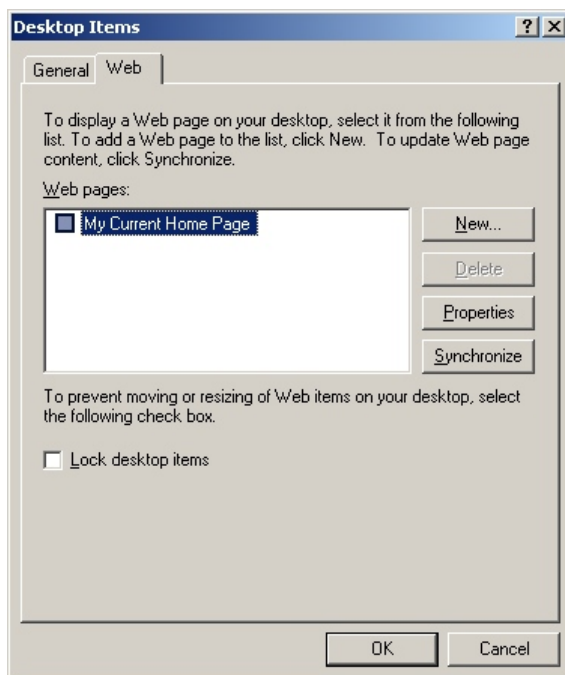 Desktop Items
General Web
To display a Web page on your desktop, select it from the following
list. To add a Web page to the list, click New. To update Web page
content, click Synchronize.
Web pages:
My Current Home Page
New...
Delete
Properties
Synchronize
To prevent moving or resizing of Web items on your desktop, select
the following check box.
Lock desktop items
OK Cancel